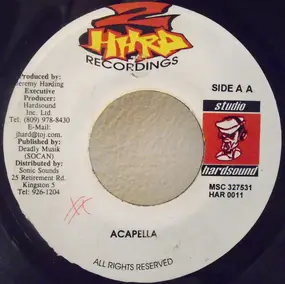 2
HARD
RECORDINGS
Produced by:
Jeremy Harding
Executive
Producer:
Hardsound
Inc. Ltd.
Tel: (809) 978-8430
E-Mail:
jhard@toj.com
Published by:
Deadly Musik
(SOCAN)
Distributed by:
Sonic Sounds
25 Retirement Rd.
Kingston 5
Tel: 926-1204
SIDE A A
studio
hardsound
MSC 327531
HAR 0011
ACAPELLA
ALL RIGHTS RESERVED